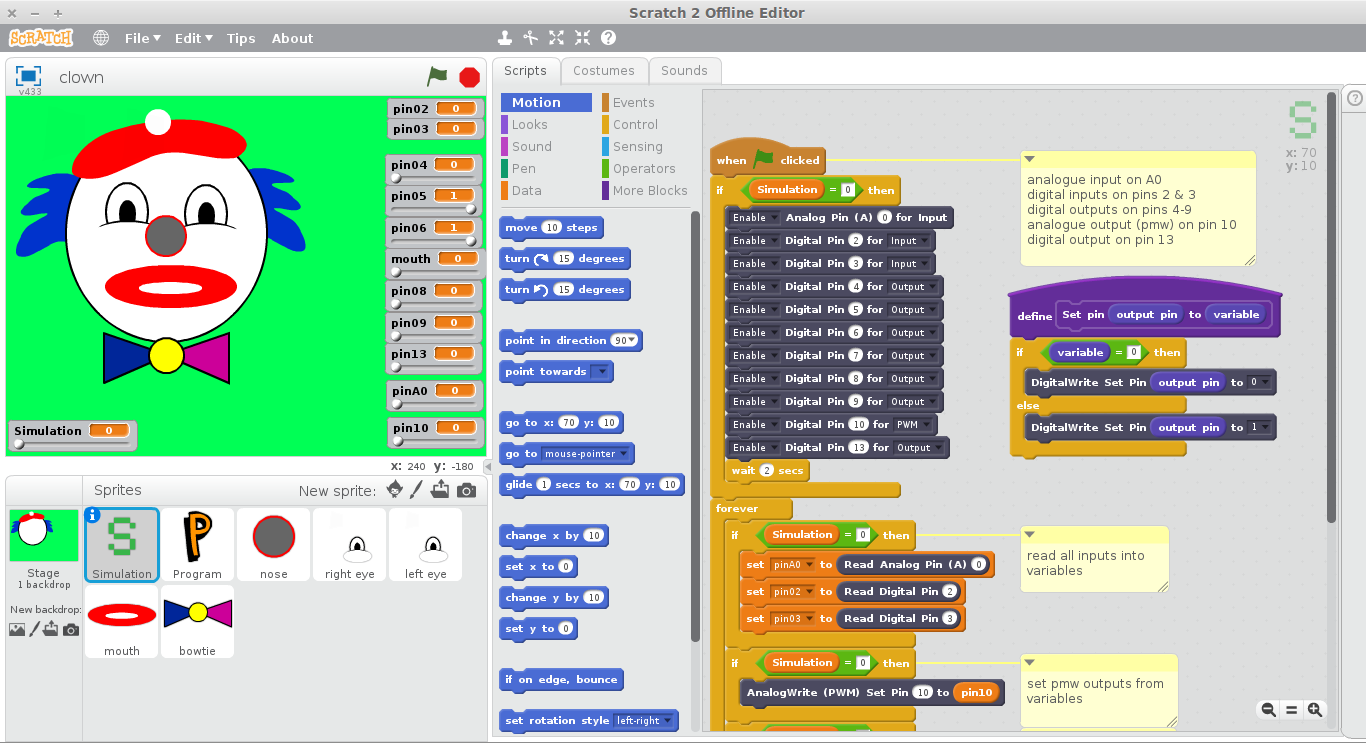 Scratch 2 Offline Editor
SCRATCH File Edit Tips About
clown
v433
pin02 0
pin03 0
pin04 0
pin05 1
pin06 1
mouth 0
pin08 0
pin09 0
pin13 0
pinA0 0
pin10 0
Simulation 0
x: 240 y: -180
Sprites New sprite:
Stage
1 backdrop
New backdrop:
Simulation
Program
nose
right eye
left eye
mouth
bowtie
Scripts Costumes Sounds
Motion Events
Looks Control
Sound Sensing
Pen Operators
Data More Blocks
move 10 steps
turn 15 degrees
turn 15 degrees
point in direction 90
point towards
go to x: 70 y: 10
go to mouse-pointer
glide 1 secs to x: 70 y: 10
change x by 10
set x to 0
change y by 10
set y to 0
if on edge, bounce
set rotation style left-right
when clicked
if Simulation = 0 then
Enable Analog Pin (A) 0 for Input
Enable Digital Pin 2 for Input
Enable Digital Pin 3 for Input
Enable Digital Pin 4 for Output
Enable Digital Pin 5 for Output
Enable Digital Pin 6 for Output
Enable Digital Pin 7 for Output
Enable Digital Pin 8 for Output
Enable Digital Pin 9 for Output
Enable Digital Pin 10 for PWM
Enable Digital Pin 13 for Output
wait 2 secs
forever
if Simulation = 0 then
set pinA0 to Read Analog Pin (A) 0
set pin02 to Read Digital Pin 2
set pin03 to Read Digital Pin 3
if Simulation = 0 then
AnalogWrite (PWM) Set Pin 10 to pin10
analogue input on A0
digital inputs on pins 2 & 3
digital outputs on pins 4-9
analogue output (pmw) on pin 10
digital output on pin 13
define Set pin output pin to variable
if variable = 0 then
DigitalWrite Set Pin output pin to 0
else
DigitalWrite Set Pin output pin to 1
read all inputs into
variables
set pmw outputs from
variables
x: 70
y: 10